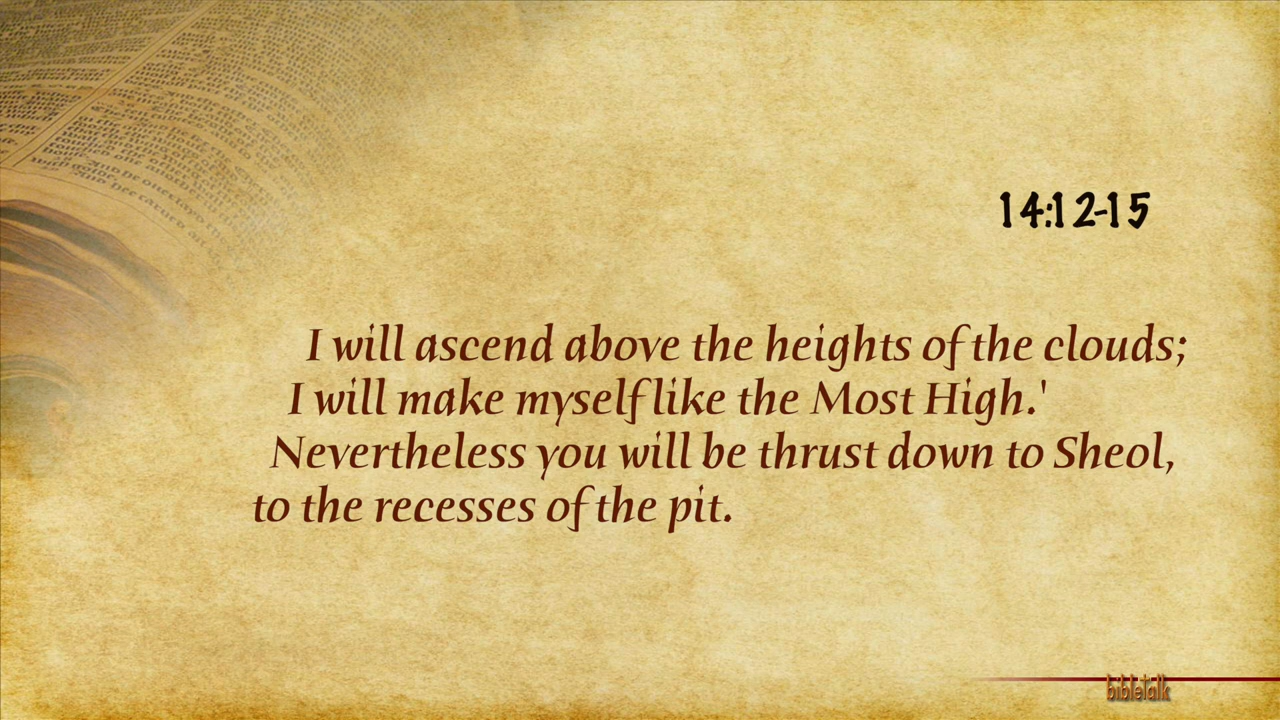 14:12-15
I will ascend above the heights of the clouds;
I will make myself like the Most High.'
Nevertheless you will be thrust down to Sheol,
to the recesses of the pit.
bibletalk